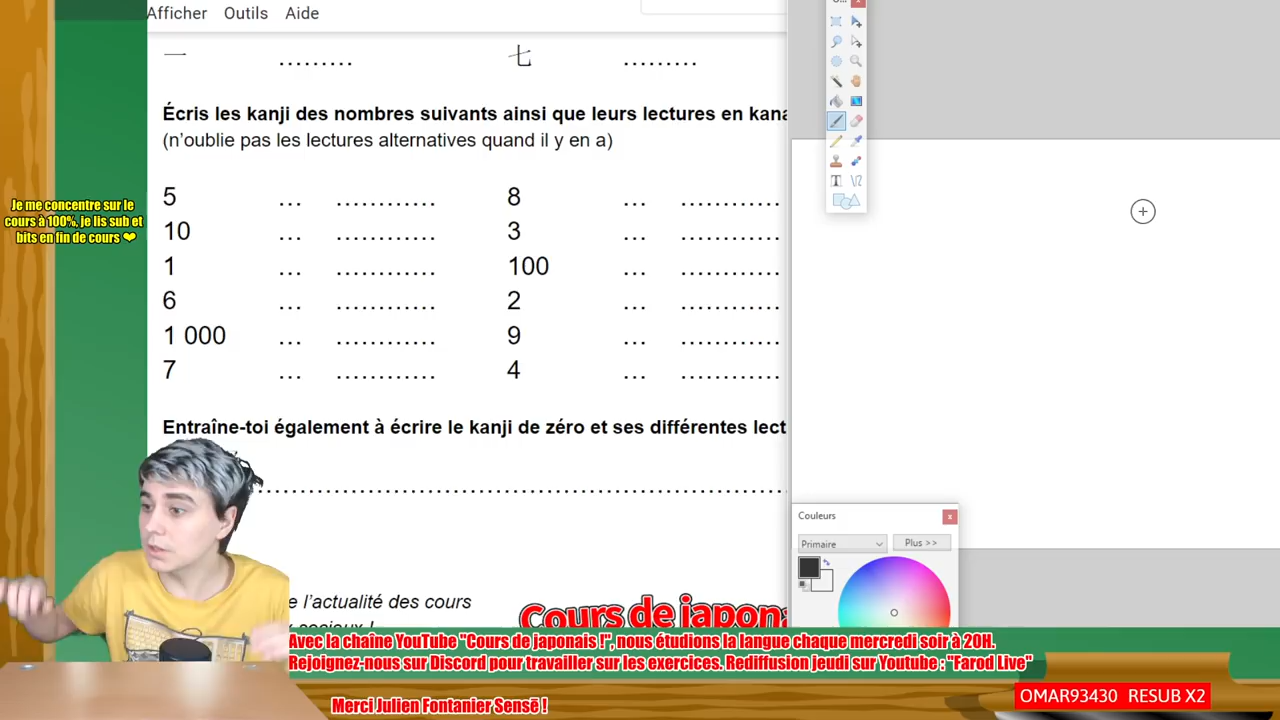 Afficher Outils Aide
一 ......... 七 .........
Écris les kanji des nombres suivants ainsi que leurs lectures en kana
(n'oublie pas les lectures alternatives quand il y en a)
5 ... ............ 8 ... ............
10 ... ............ 3 ... ............
1 ... ............ 100 ... ............
6 ... ............ 2 ... ............
1 000 ... ............ 9 ... ............
7 ... ............ 4 ... ............
Je me concentre sur le
cours à 100%, je lis sub et
bits en fin de cours ❤
Entraîne-toi également à écrire le kanji de zéro et ses différentes lect
Couleurs
Primaire Plus >>
e l'actualité des cours
Cours de japona
x sociaux !
Avec la chaîne YouTube "Cours de japonais !", nous étudions la langue chaque mercredi soir à 20H.
Rejoignez-nous sur Discord pour travailler sur les exercices. Rediffusion jeudi sur Youtube : "Farod Live"
Merci Julien Fontanier Sensē !
OMAR93430 RESUB X2